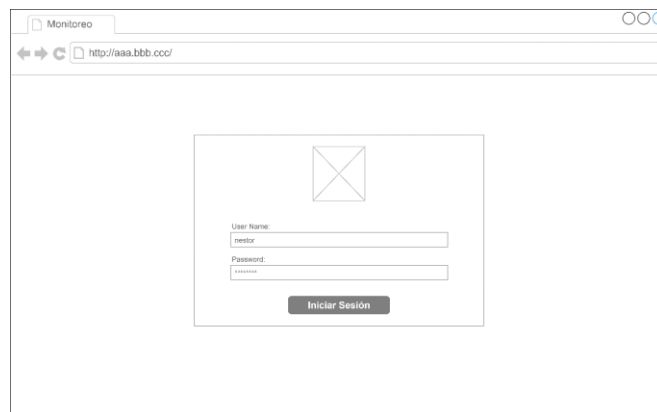 Monitoreo
http://aaa.bbb.ccc/
User Name:
nestor
Password:
********
Iniciar Sesión